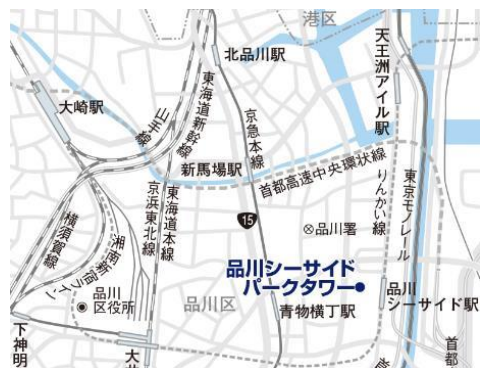 港区
北品川駅
天王洲アイル駅
大崎駅
山手線
東海道新幹線
京急本線
新馬場駅
首都高速中央環状線
りんかい線
東京モノレール
横須賀線
湘南新宿ライン
京浜東北線
東海道本線
15
品川署
品川シーサイド
パークタワー
品川
区役所
品川区
青物横丁駅
品川
シーサイド駅
下神明
大井
首都